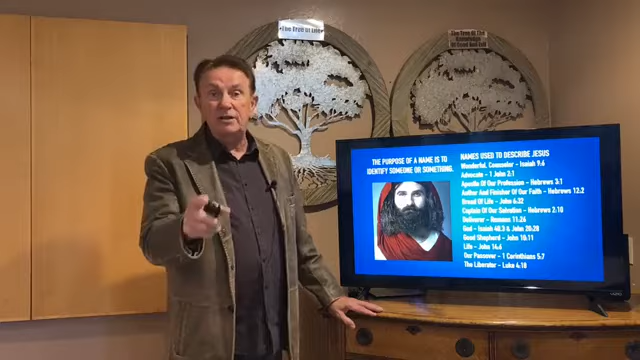 The Tree of Life
The Tree Of The
Knowledge
Of Good And Evil
THE PURPOSE OF A NAME IS TO
IDENTIFY SOMEONE OR SOMETHING.
NAMES USED TO DESCRIBE JESUS
Wonderful, Counselor - Isaiah 9:6
Advocate - 1 John 2:1
Apostle Of Our Profession - Hebrews 3:1
Author And Finisher Of Our Faith - Hebrews 12:2
Bread Of Life - John 6:32
Captain Of Our Salvation - Hebrews 2:10
Deliverer - Romans 11:26
God - Isaiah 40:3 & John 20:28
Good Shepherd - John 10:11
Life - John 14:6
Our Passover - 1 Corinthians 5:7
The Liberator - Luke 4:18